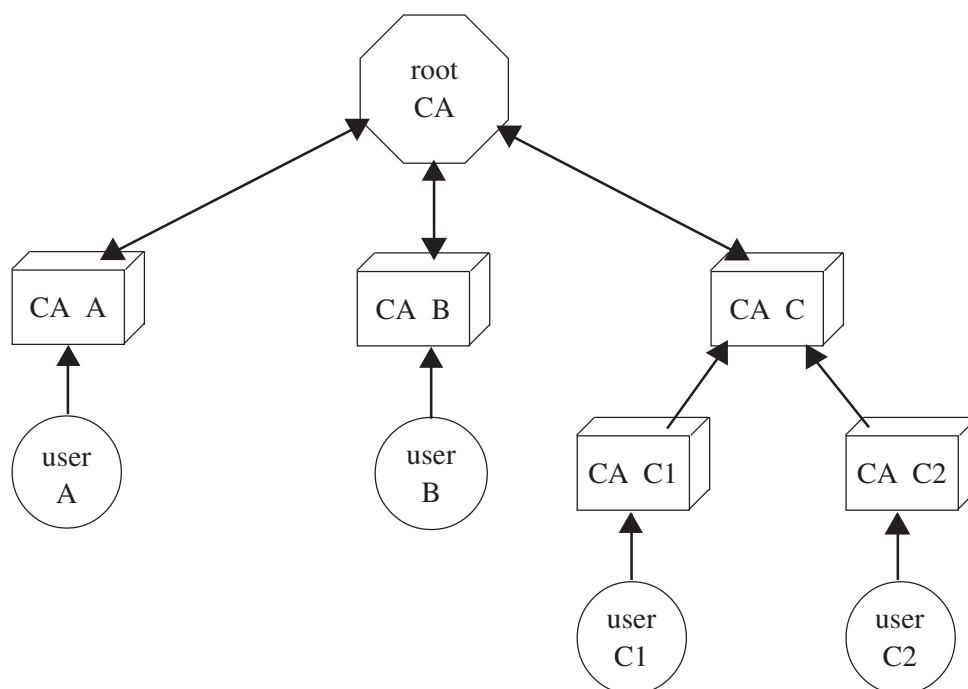 root
CA
CA A
CA B
CA C
user
A
user
B
CA C1
CA C2
user
C1
user
C2